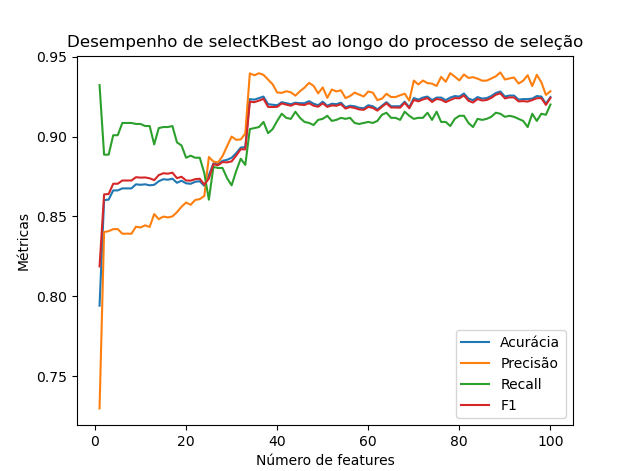 Desempenho de selectKBest ao longo do processo de seleção
Métricas
0.95
0.90
0.85
0.80
0.75
0 20 40 60 80 100
Número de features
Acurácia
Precisão
Recall
F1